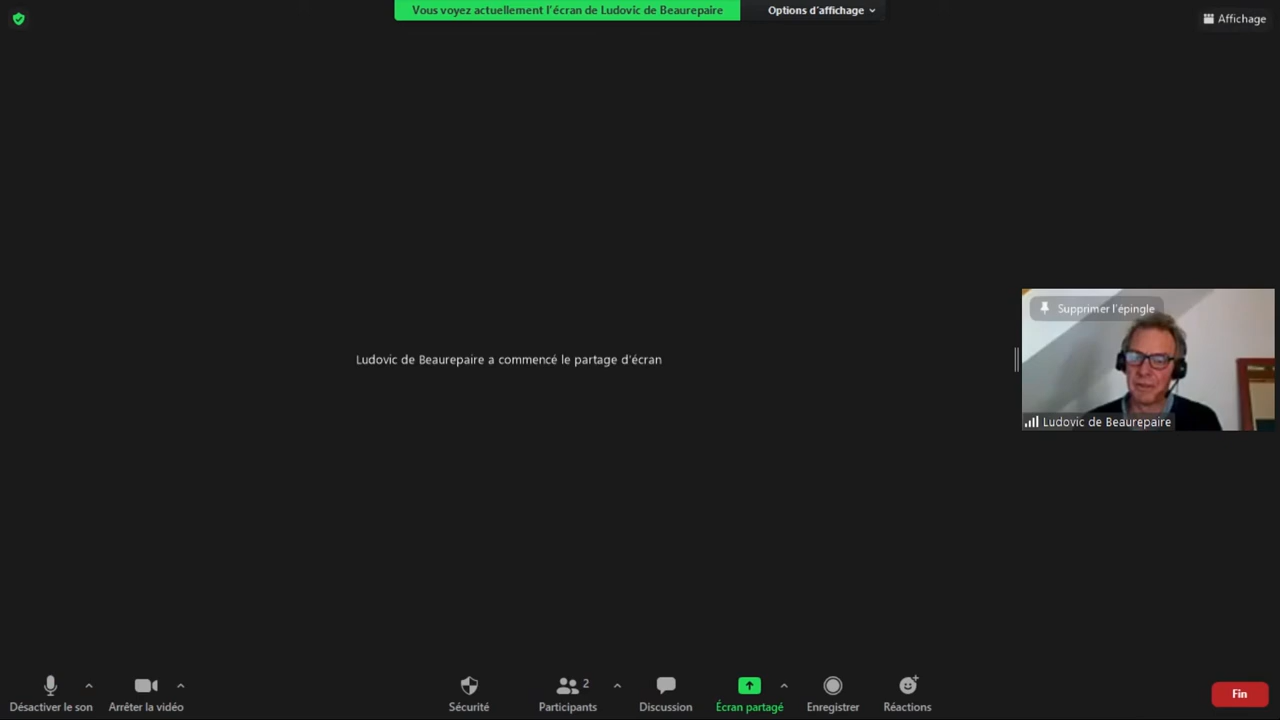 Vous voyez actuellement l'écran de Ludovic de Beaurepaire
Options d'affichage
Affichage
Ludovic de Beaurepaire a commencé le partage d'écran
Supprimer l'épingle
Ludovic de Beaurepaire
Désactiver le son
Arrêter la vidéo
Sécurité
2
Participants
Discussion
Écran partagé
Enregistrer
Réactions
Fin